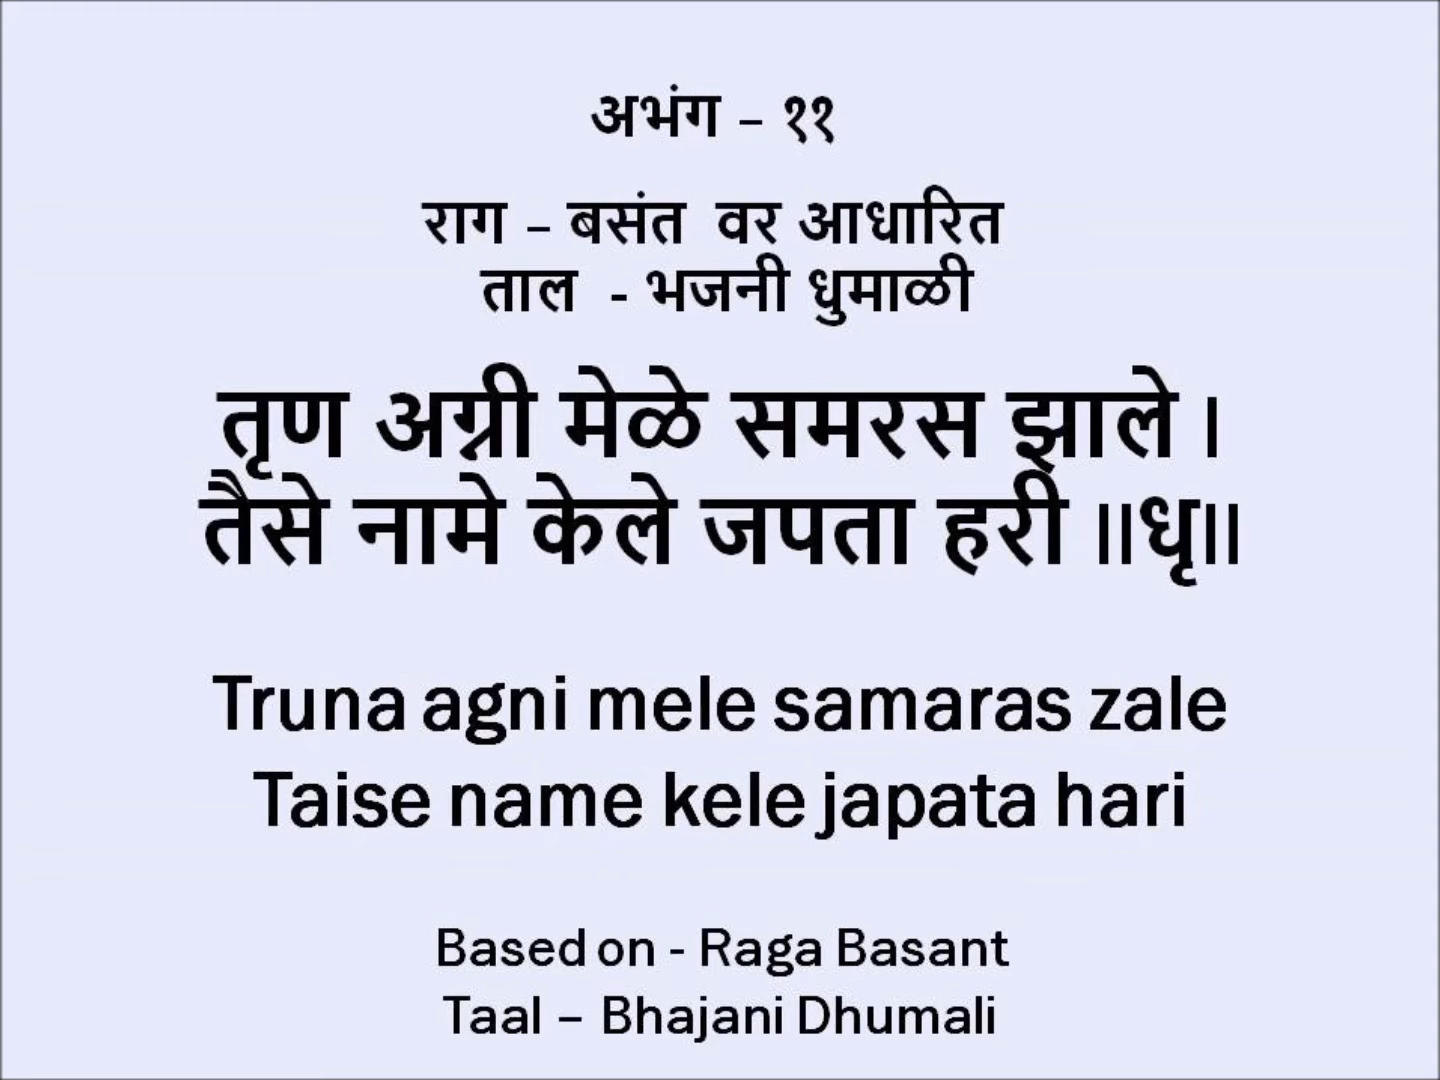 अभंग – ११
राग – बसंत वर आधारित
ताल - भजनी धुमाळी
तृण अग्नी मेळे समरस झाले ।
तैसे नामे केले जपता हरी ॥धृ॥
Truna agni mele samaras zale
Taise name kele japata hari
Based on - Raga Basant
Taal – Bhajani Dhumali